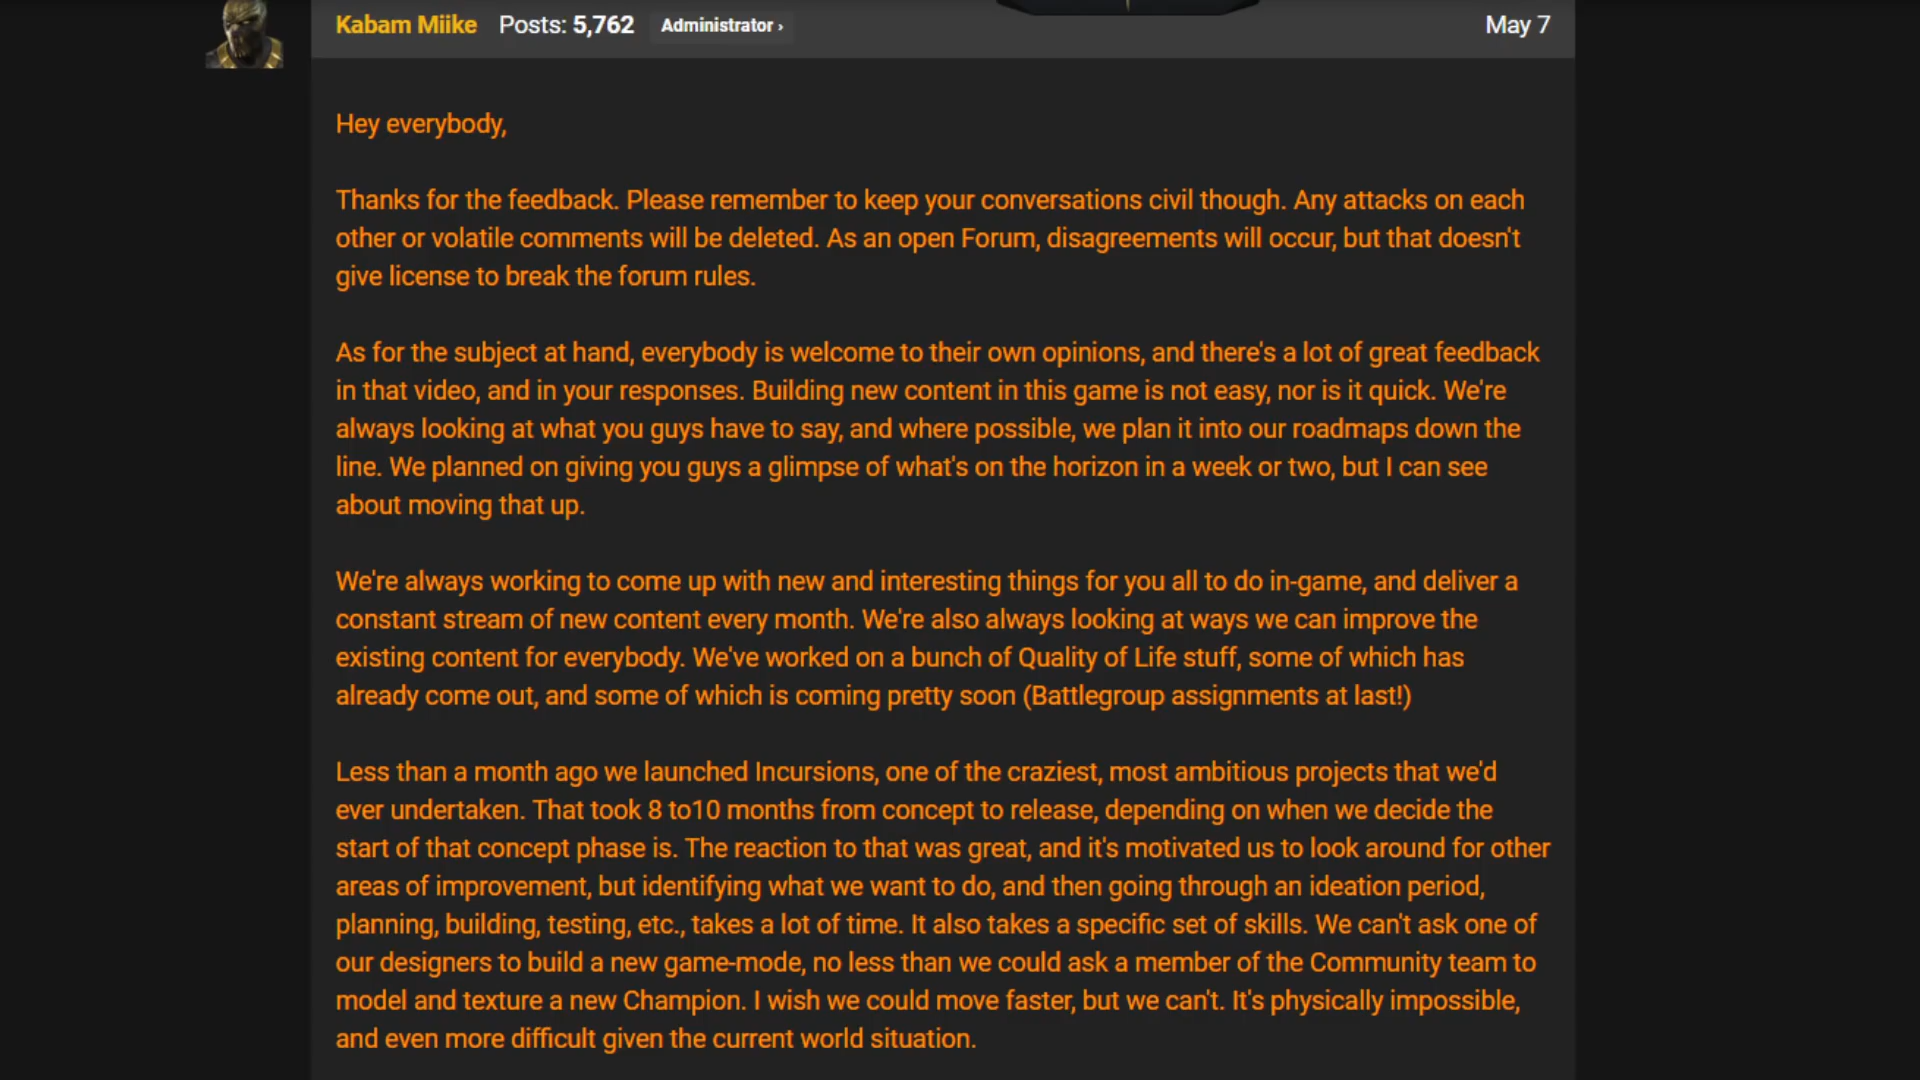 Kabam Miike Posts: 5,762 Administrator › May 7
Hey everybody,
Thanks for the feedback. Please remember to keep your conversations civil though. Any attacks on each
other or volatile comments will be deleted. As an open Forum, disagreements will occur, but that doesn't
give license to break the forum rules.
As for the subject at hand, everybody is welcome to their own opinions, and there's a lot of great feedback
in that video, and in your responses. Building new content in this game is not easy, nor is it quick. We're
always looking at what you guys have to say, and where possible, we plan it into our roadmaps down the
line. We planned on giving you guys a glimpse of what's on the horizon in a week or two, but I can see
about moving that up.
We're always working to come up with new and interesting things for you all to do in-game, and deliver a
constant stream of new content every month. We're also always looking at ways we can improve the
existing content for everybody. We've worked on a bunch of Quality of Life stuff, some of which has
already come out, and some of which is coming pretty soon (Battlegroup assignments at last!)
Less than a month ago we launched Incursions, one of the craziest, most ambitious projects that we'd
ever undertaken. That took 8 to10 months from concept to release, depending on when we decide the
start of that concept phase is. The reaction to that was great, and it's motivated us to look around for other
areas of improvement, but identifying what we want to do, and then going through an ideation period,
planning, building, testing, etc., takes a lot of time. It also takes a specific set of skills. We can't ask one of
our designers to build a new game-mode, no less than we could ask a member of the Community team to
model and texture a new Champion. I wish we could move faster, but we can't. It's physically impossible,
and even more difficult given the current world situation.